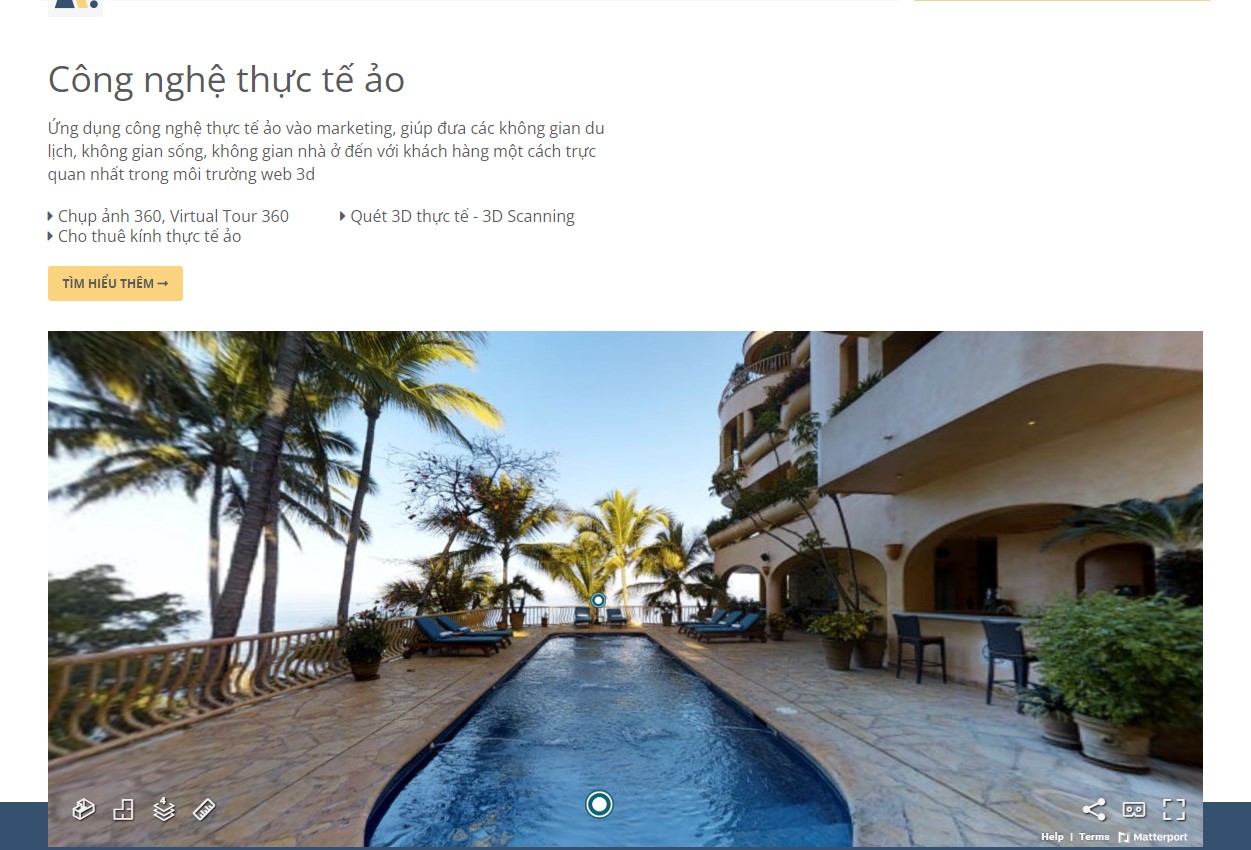 Công nghệ thực tế ảo
Ứng dụng công nghệ thực tế ảo vào marketing, giúp đưa các không gian du
lịch, không gian sống, không gian nhà ở đến với khách hàng một cách trực
quan nhất trong môi trường web 3d
Chụp ảnh 360, Virtual Tour 360
Quét 3D thực tế - 3D Scanning
Cho thuê kính thực tế ảo
TÌM HIỂU THÊM →
4
Help | Terms Matterport